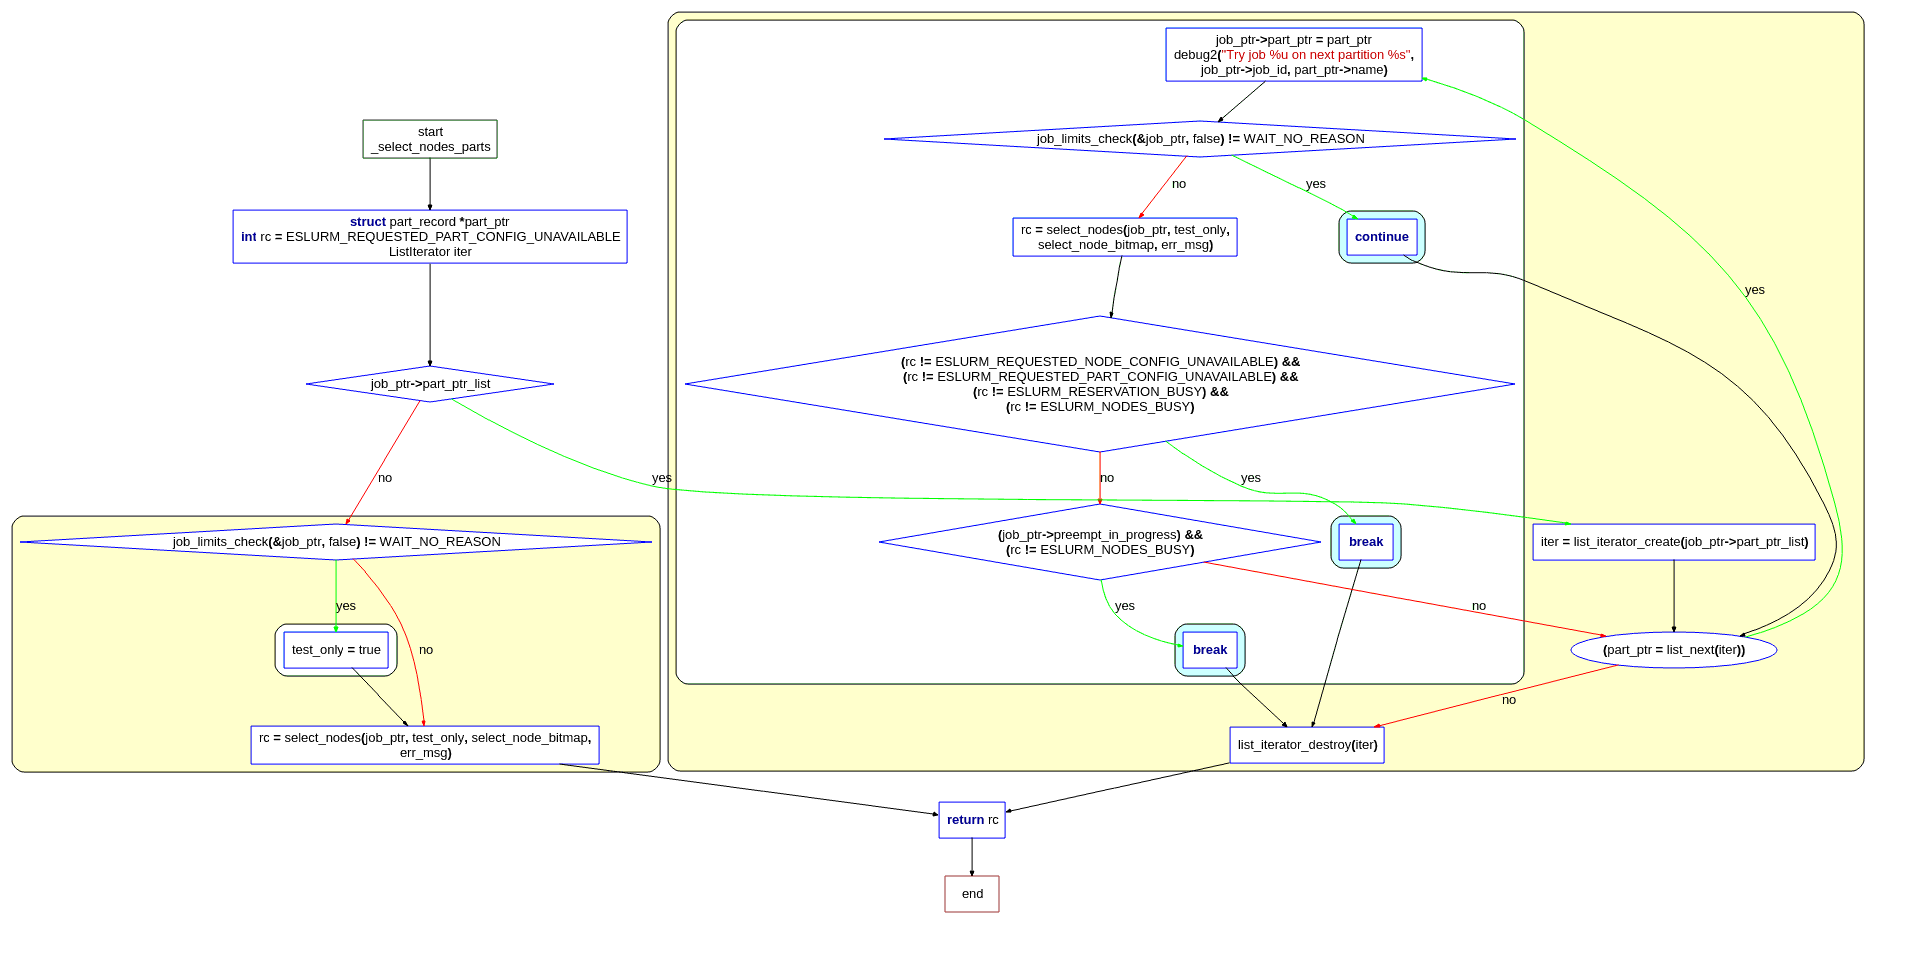 start
_select_nodes_parts
struct part_record *part_ptr
int rc = ESLURM_REQUESTED_PART_CONFIG_UNAVAILABLE
ListIterator iter
job_ptr->part_ptr_list
no
yes
job_limits_check(&job_ptr, false) != WAIT_NO_REASON
yes
no
test_only = true
rc = select_nodes(job_ptr, test_only, select_node_bitmap,
err_msg)
job_ptr->part_ptr = part_ptr
debug2("Try job %u on next partition %s",
job_ptr->job_id, part_ptr->name)
job_limits_check(&job_ptr, false) != WAIT_NO_REASON
no
yes
rc = select_nodes(job_ptr, test_only,
select_node_bitmap, err_msg)
continue
yes
(rc != ESLURM_REQUESTED_NODE_CONFIG_UNAVAILABLE) &&
(rc != ESLURM_REQUESTED_PART_CONFIG_UNAVAILABLE) &&
(rc != ESLURM_RESERVATION_BUSY) &&
(rc != ESLURM_NODES_BUSY)
no
yes
(job_ptr->preempt_in_progress) &&
(rc != ESLURM_NODES_BUSY)
break
iter = list_iterator_create(job_ptr->part_ptr_list)
yes
no
break
(part_ptr = list_next(iter))
no
list_iterator_destroy(iter)
return rc
end